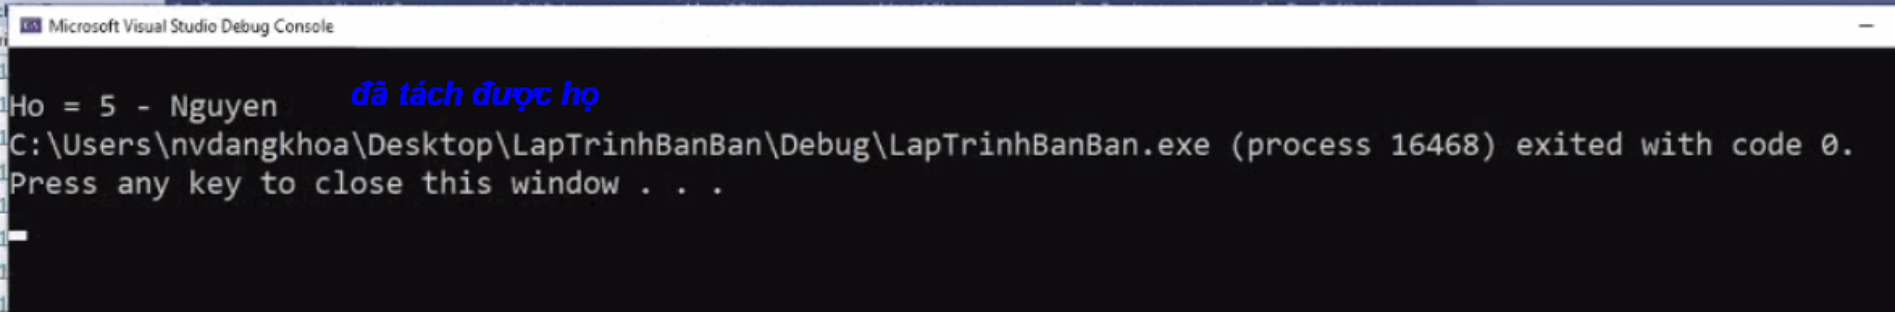 Microsoft Visual Studio Debug Console
Ho = 5 - Nguyen đã tách được họ
C:\Users\nvdangkhoa\Desktop\LapTrinhBanBan\Debug\LapTrinhBanBan.exe (process 16468) exited with code 0.
Press any key to close this window . . .